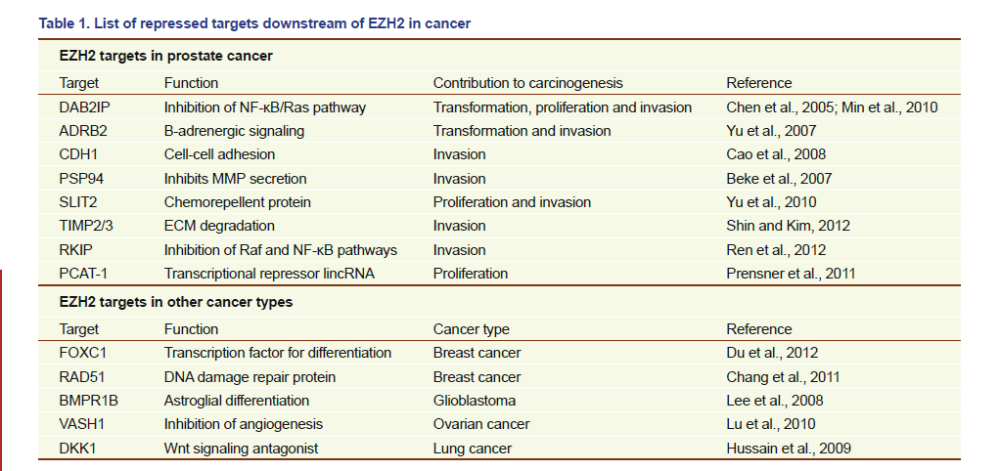 Table 1. List of repressed targets downstream of EZH2 in cancer
EZH2 targets in prostate cancer
Target Function Contribution to carcinogenesis Reference
DAB2IP Inhibition of NF-κB/Ras pathway Transformation, proliferation and invasion Chen et al., 2005; Min et al., 2010
ADRB2 B-adrenergic signaling Transformation and invasion Yu et al., 2007
CDH1 Cell-cell adhesion Invasion Cao et al., 2008
PSP94 Inhibits MMP secretion Invasion Beke et al., 2007
SLIT2 Chemorepellent protein Proliferation and invasion Yu et al., 2010
TIMP2/3 ECM degradation Invasion Shin and Kim, 2012
RKIP Inhibition of Raf and NF-κB pathways Invasion Ren et al., 2012
PCAT-1 Transcriptional repressor lincRNA Proliferation Prensner et al., 2011
EZH2 targets in other cancer types
Target Function Cancer type Reference
FOXC1 Transcription factor for differentiation Breast cancer Du et al., 2012
RAD51 DNA damage repair protein Breast cancer Chang et al., 2011
BMPR1B Astroglial differentiation Glioblastoma Lee et al., 2008
VASH1 Inhibition of angiogenesis Ovarian cancer Lu et al., 2010
DKK1 Wnt signaling antagonist Lung cancer Hussain et al., 2009